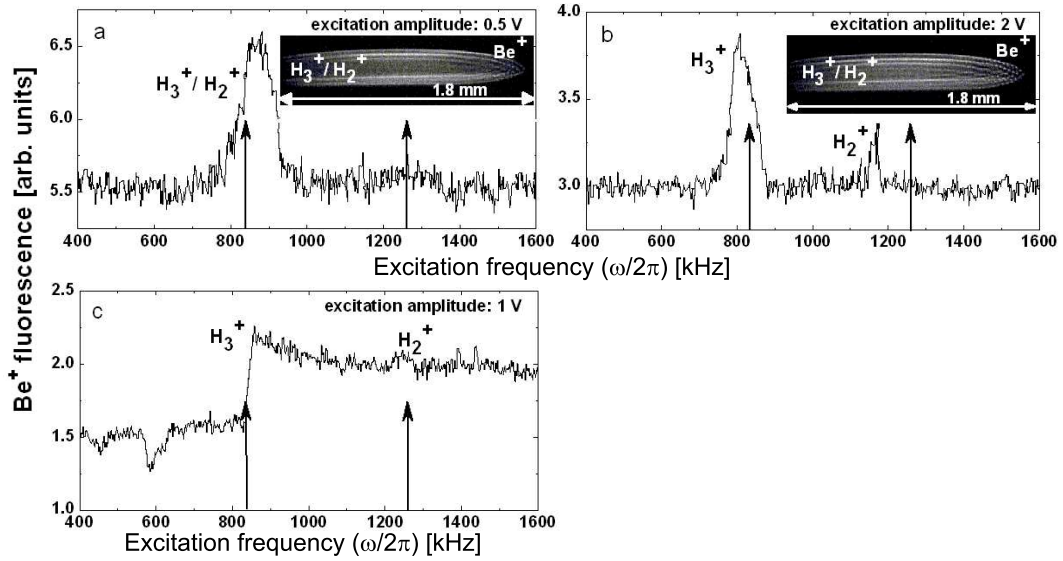 a
excitation amplitude: 0.5 V
H₃⁺/ H₂⁺
H₃⁺/H₂⁺
Be⁺
1.8 mm
6.5
6.0
5.5
400 600 800 1000 1200 1400 1600
b
excitation amplitude: 2 V
H₃⁺
H₃⁺/H₂⁺
Be⁺
1.8 mm
H₂⁺
4.0
3.5
3.0
400 600 800 1000 1200 1400 1600
Excitation frequency (ω/2π) [kHz]
Be⁺ fluorescence [arb. units]
c
excitation amplitude: 1 V
H₃⁺
H₂⁺
2.5
2.0
1.5
1.0
400 600 800 1000 1200 1400 1600
Excitation frequency (ω/2π) [kHz]